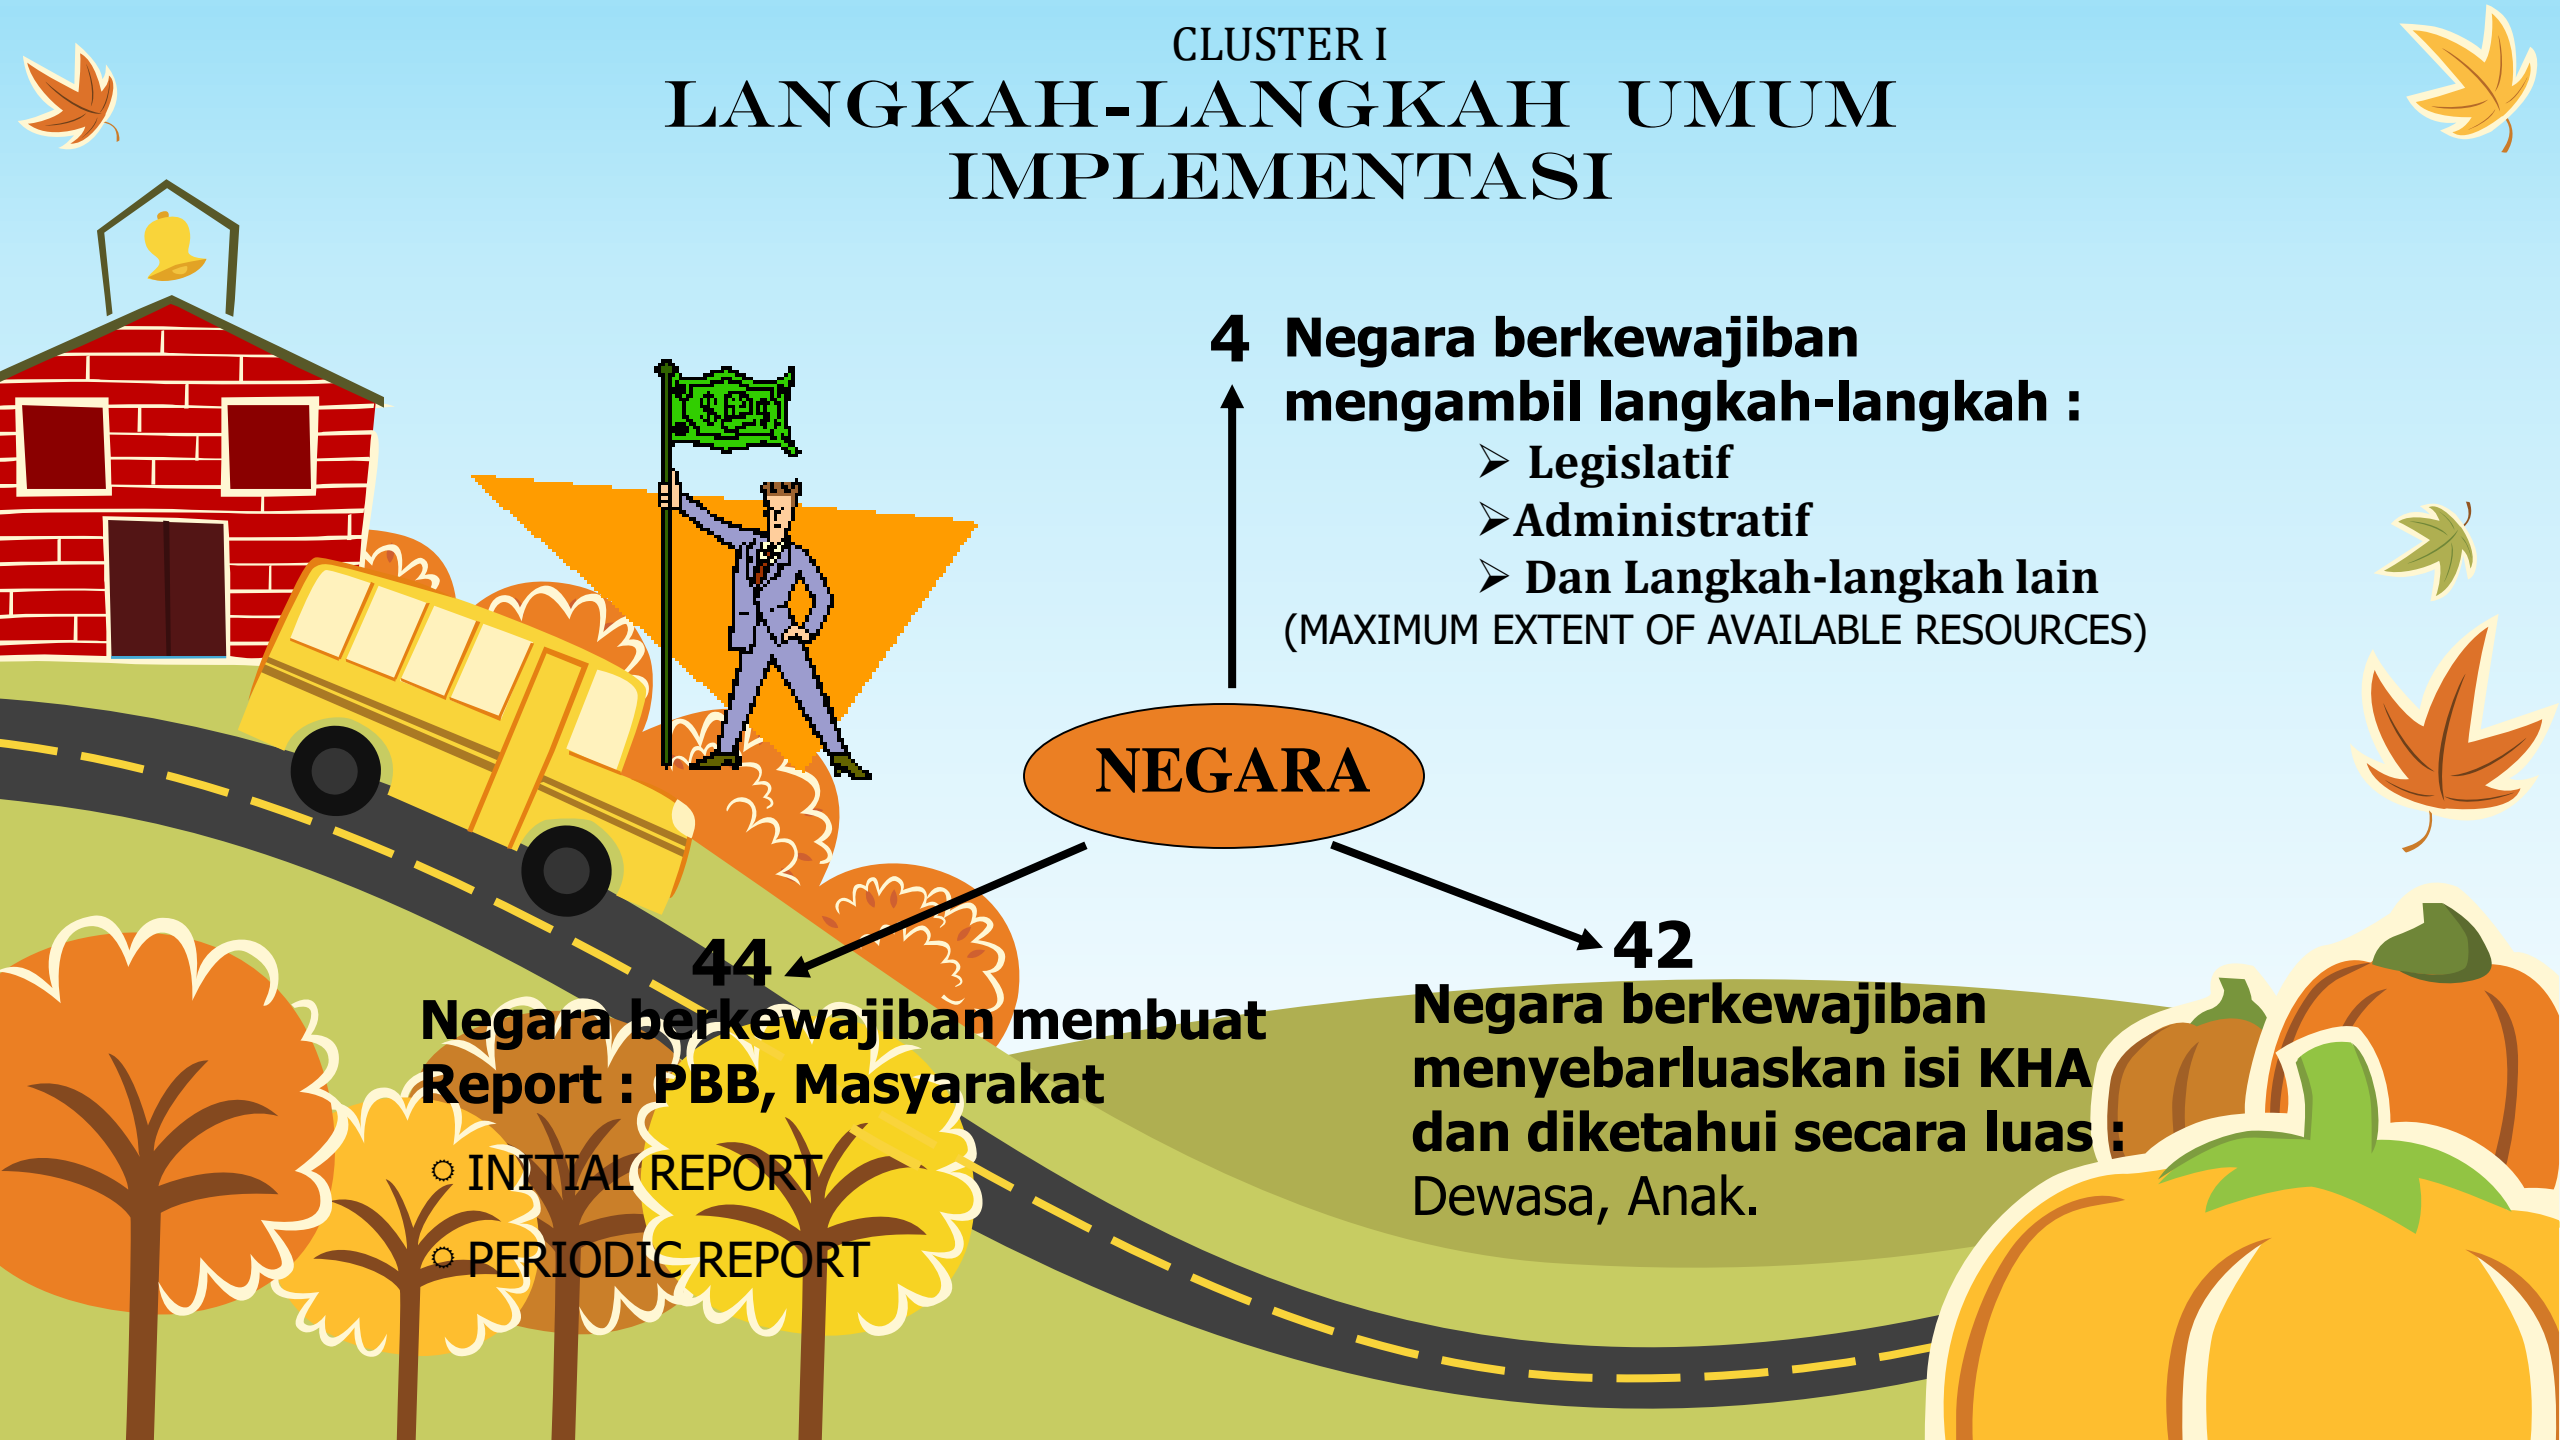 CLUSTER I
LANGKAH-LANGKAH UMUM
IMPLEMENTASI
4 Negara berkewajiban
mengambil langkah-langkah :
➢ Legislatif
➢Administratif
➢ Dan Langkah-langkah lain
(MAXIMUM EXTENT OF AVAILABLE RESOURCES)
NEGARA
44
Negara berkewajiban membuat
Report : PBB, Masyarakat
INITIAL REPORT
PERIODIC REPORT
42
Negara berkewajiban
menyebarluaskan isi KHA
dan diketahui secara luas :
Dewasa, Anak.